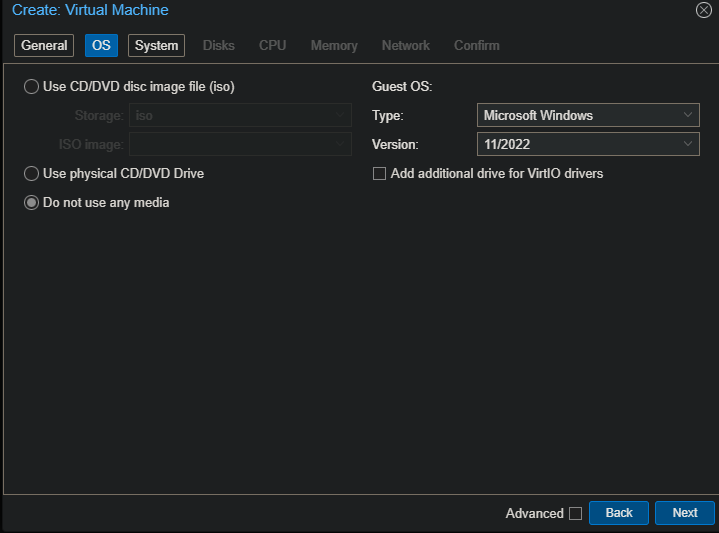 Create: Virtual Machine
General OS System Disks CPU Memory Network Confirm
Use CD/DVD disc image file (iso)
Storage: iso
ISO image:
Use physical CD/DVD Drive
Do not use any media
Guest OS:
Type: Microsoft Windows
Version: 11/2022
Add additional drive for VirtIO drivers
Advanced Back Next